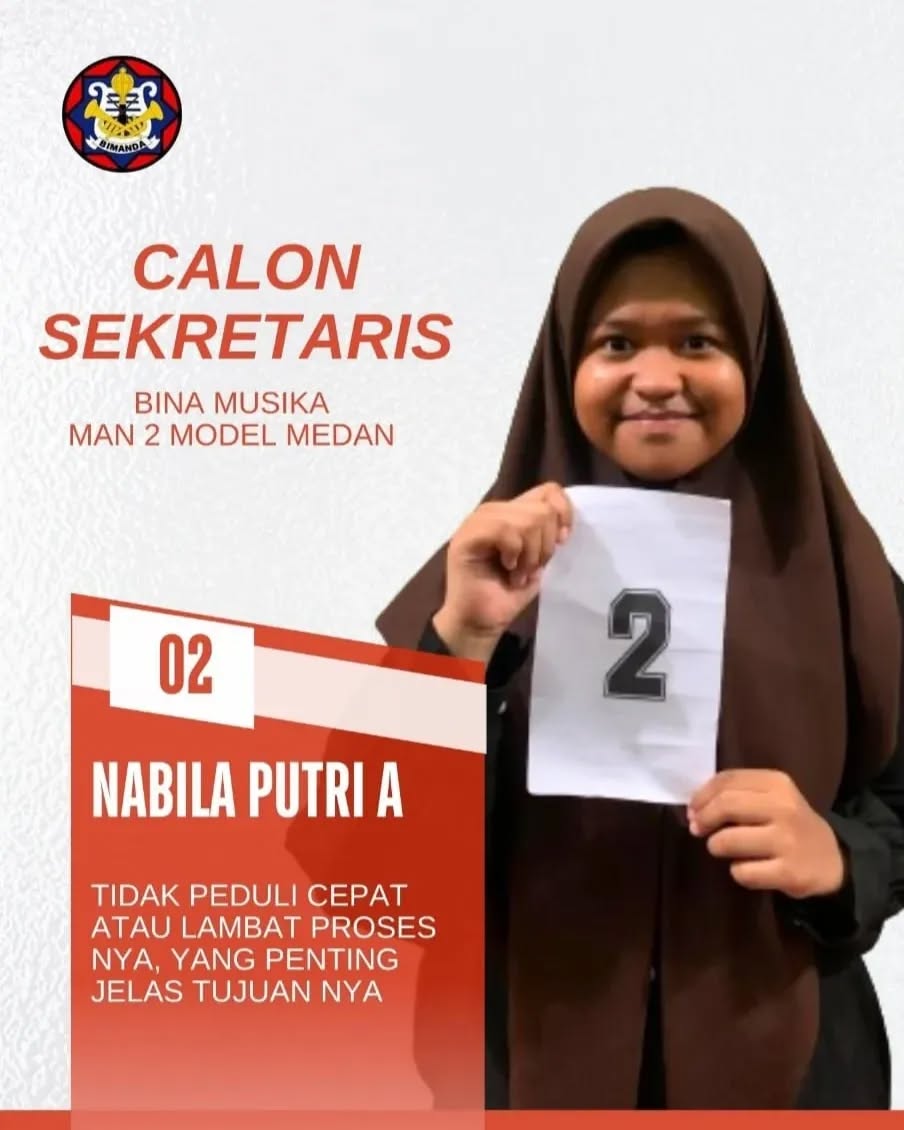 BIMANDA
CALON
SEKRETARIS
BINA MUSIKA
MAN 2 MODEL MEDAN
2
02
NABILA PUTRI A
TIDAK PEDULI CEPAT
ATAU LAMBAT PROSES
NYA, YANG PENTING
JELAS TUJUAN NYA